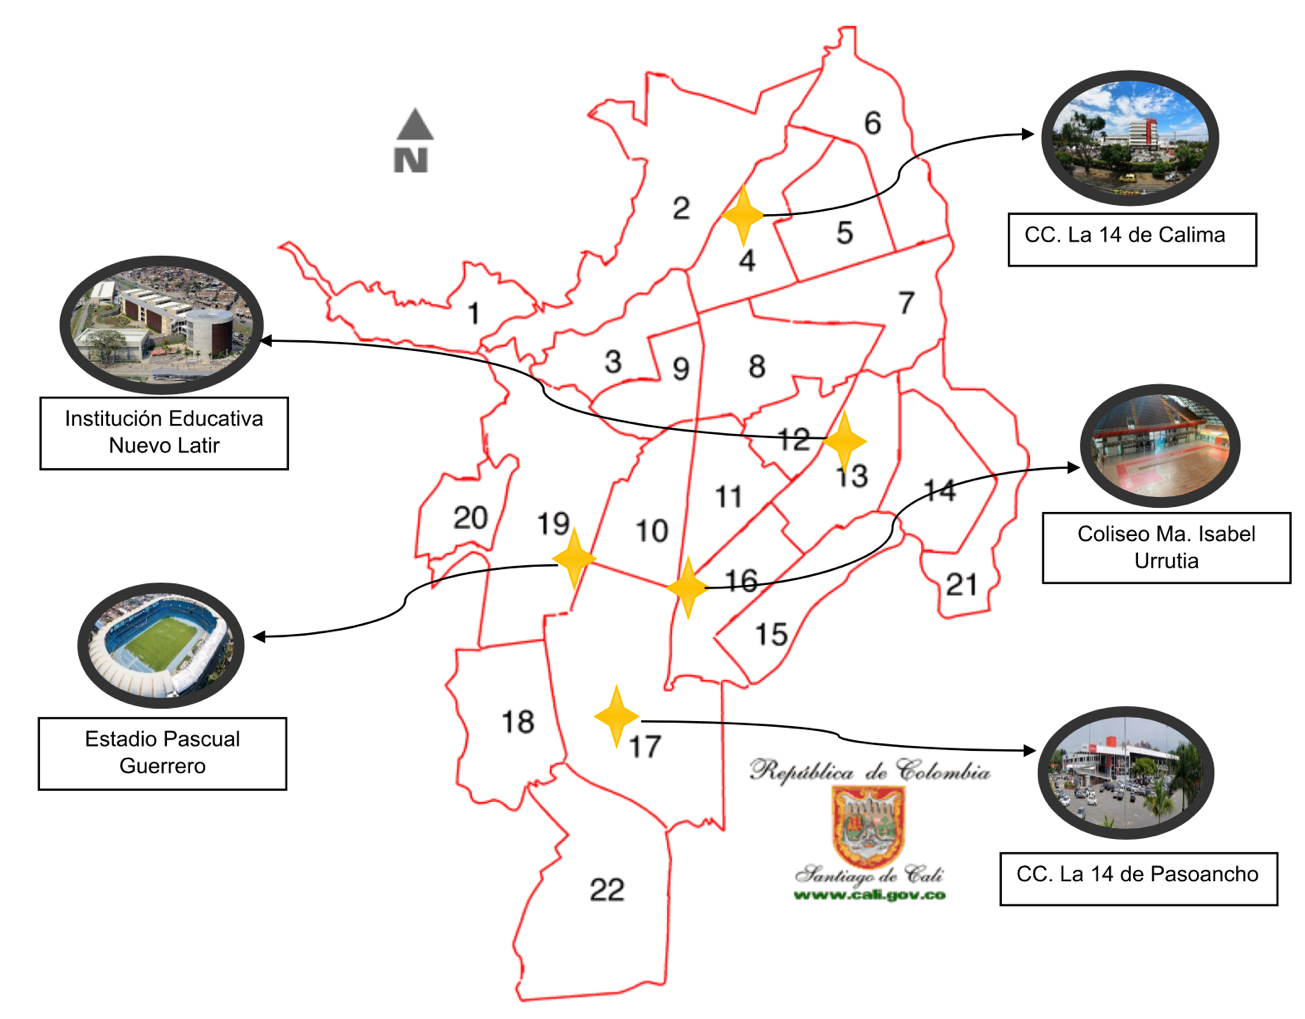 6
CC. La 14 de Calima
N
2
5
4
1
7
3
9
8
Institución Educativa
Nuevo Latir
12
13
14
11
20
19
10
Coliseo Ma. Isabel
Urrutia
16
21
15
Estadio Pascual
Guerrero
18
17
República de Colombia
Santiago de Cali
www.cali.gov.co
CC. La 14 de Pasoancho
22